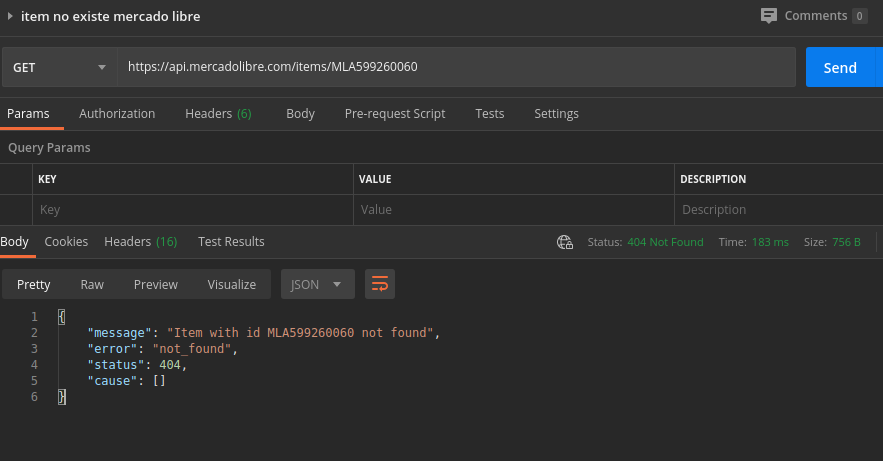 item no existe mercado libre
Comments 0
GET https://api.mercadolibre.com/items/MLA599260060 Send
Params Authorization Headers (6) Body Pre-request Script Tests Settings
Query Params
KEY VALUE DESCRIPTION
Key Value Description
Body Cookies Headers (16) Test Results Status: 404 Not Found Time: 183 ms Size: 756 B
Pretty Raw Preview Visualize JSON
1 {
2 "message": "Item with id MLA599260060 not found",
3 "error": "not_found",
4 "status": 404,
5 "cause": []
6 }